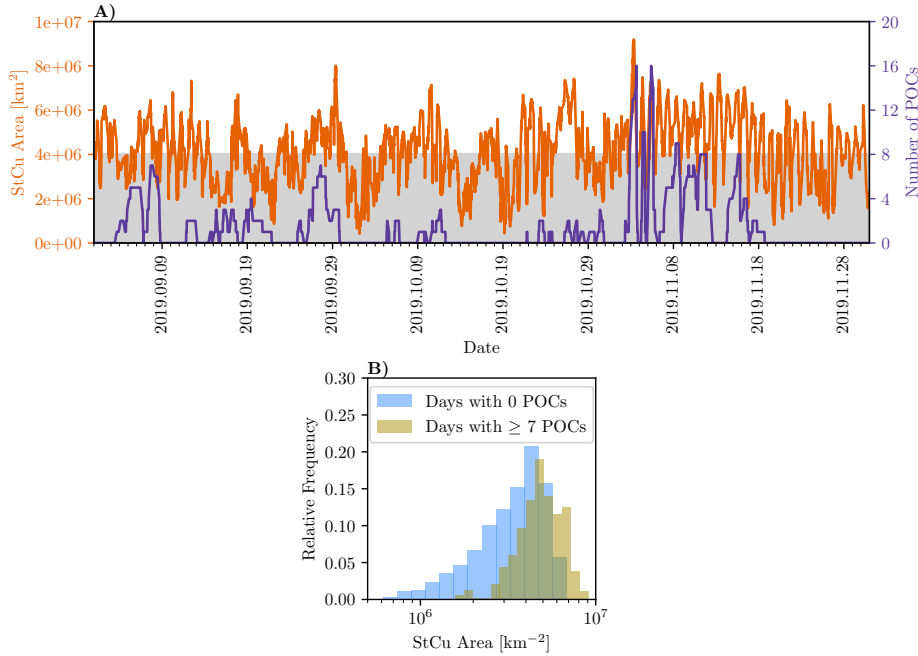 A)
StCu Area [km²]
1e+07
8e+06
6e+06
4e+06
2e+06
0e+00
20
16
12
8
4
0
Number of POCs
2019.09.09
2019.09.19
2019.09.29
2019.10.09
2019.10.19
2019.10.29
2019.11.08
2019.11.18
2019.11.28
Date
B)
Relative Frequency
0.30
0.25
0.20
0.15
0.10
0.05
0.00
Days with 0 POCs
Days with ≥ 7 POCs
10⁶
10⁷
StCu Area [km⁻²]